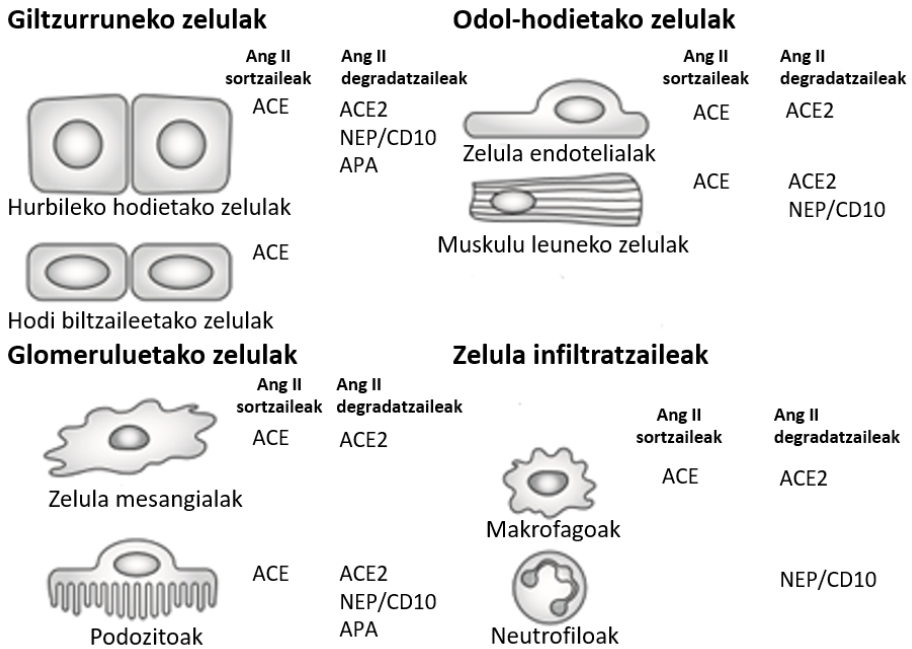 Giltzurruneko zelulak
Ang II
sortzaileak
Ang II
degradatzaileak
ACE
ACE2
NEP/CD10
APA
Hurbileko hodietako zelulak
ACE
Hodi biltzaileetako zelulak
Odol-hodietako zelulak
Ang II
sortzaileak
Ang II
degradatzaileak
ACE
ACE2
Zelula endotelialak
ACE
ACE2
NEP/CD10
Muskulu leuneko zelulak
Glomeruluetako zelulak
Ang II
sortzaileak
Ang II
degradatzaileak
ACE
ACE2
Zelula mesangialak
ACE
ACE2
NEP/CD10
APA
Podozitoak
Zelula infiltratzaileak
Ang II
sortzaileak
Ang II
degradatzaileak
ACE
ACE2
Makrofagoak
NEP/CD10
Neutrofiloak